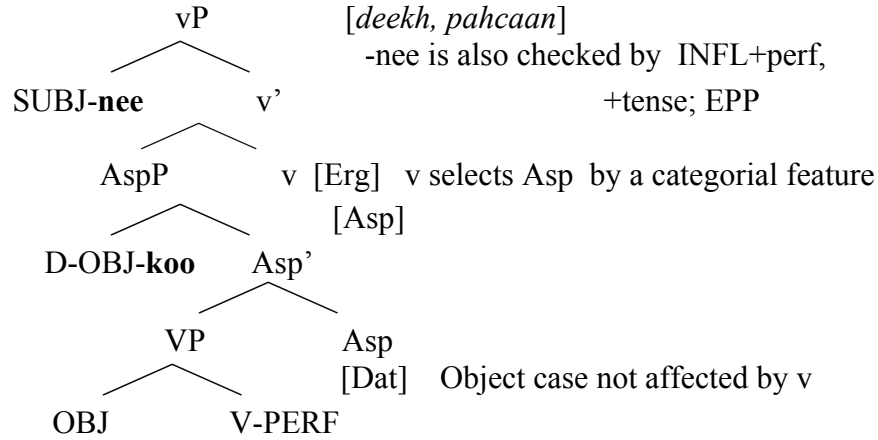 vP [deekh, pahcaan]
-nee is also checked by INFL+perf,
SUBJ-nee v’ +tense; EPP
AspP v [Erg] v selects Asp by a categorial feature
[Asp]
D-OBJ-koo Asp’
VP Asp
[Dat] Object case not affected by v
OBJ V-PERF